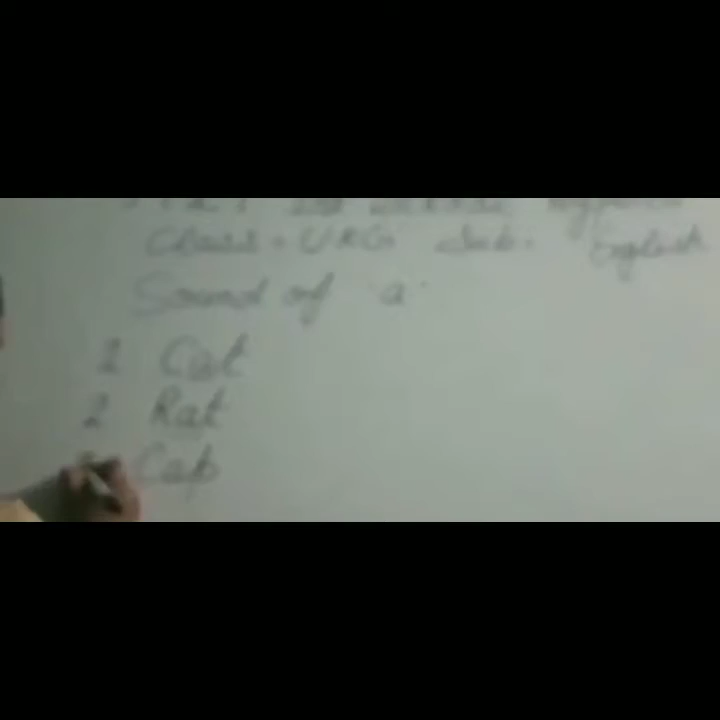 Class - UKG Sub - English
Sound of 'a'
1 Cat
2 Rat
Cap